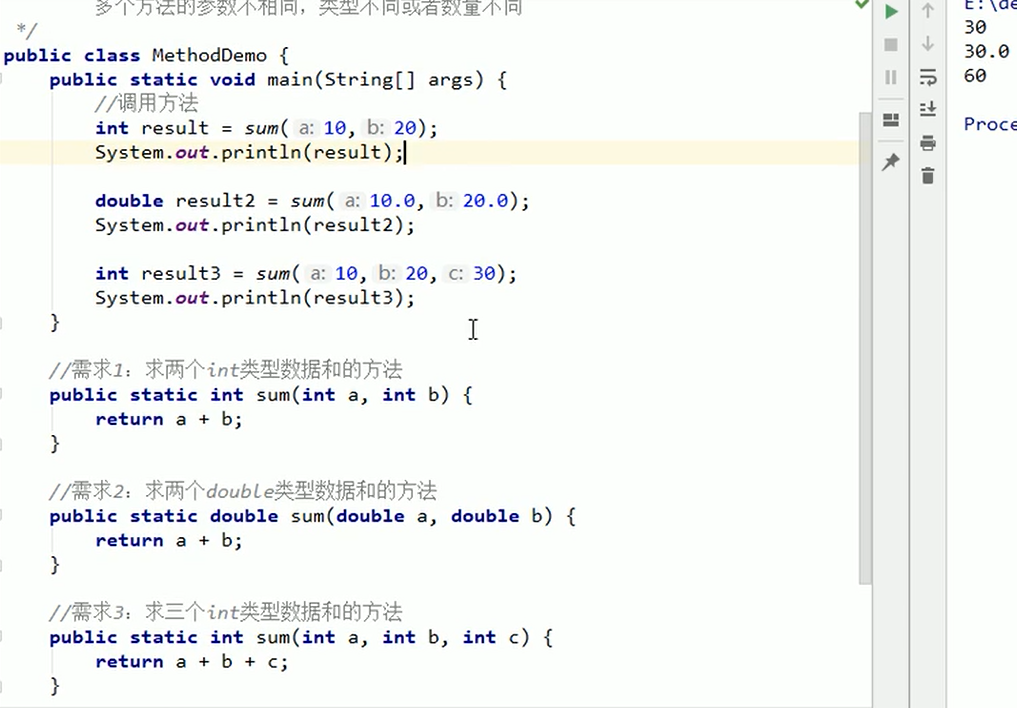 多个方法的参数不相同，类型不同或者数量不同
*/
public class MethodDemo {
public static void main(String[] args) {
//调用方法
int result = sum( a: 10, b: 20);
System.out.println(result);
double result2 = sum( a: 10.0, b: 20.0);
System.out.println(result2);
int result3 = sum( a: 10, b: 20, c: 30);
System.out.println(result3);
}
//需求1：求两个int类型数据和的方法
public static int sum(int a, int b) {
return a + b;
}
//需求2：求两个double类型数据和的方法
public static double sum(double a, double b) {
return a + b;
}
//需求3：求三个int类型数据和的方法
public static int sum(int a, int b, int c) {
return a + b + c;
}
E:\de
30
30.0
60
Proce